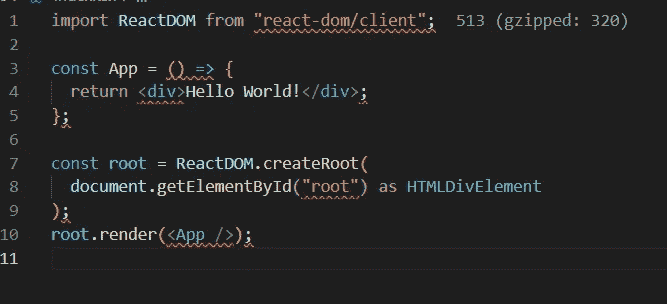 1 import ReactDOM from "react-dom/client"; 513 (gzipped: 320)
2
3 const App = () => {
4 return <div>Hello World!</div>;
5 };
6
7 const root = ReactDOM.createRoot(
8 document.getElementById("root") as HTMLDivElement
9 );
10 root.render(<App />);
11